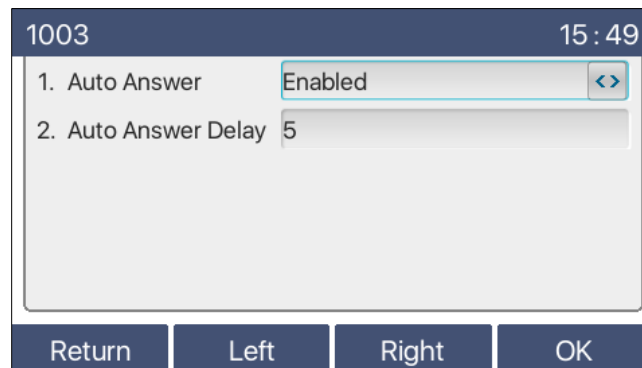 1003 15:49
1. Auto Answer Enabled <>
2. Auto Answer Delay 5
Return Left Right OK